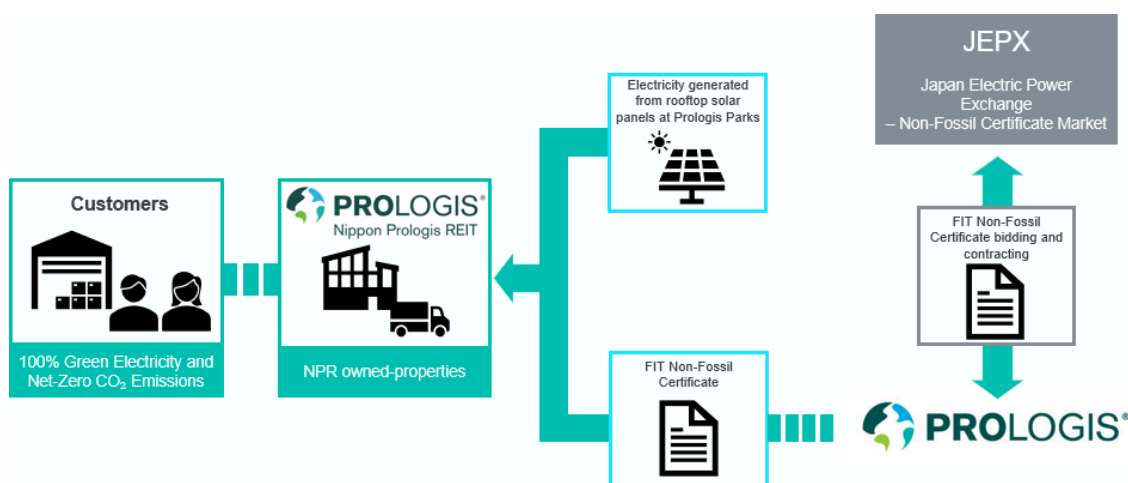 JEPX
Japan Electric Power
Exchange
– Non-Fossil Certificate Market
Electricity generated
from rooftop solar
panels at Prologis Parks
Customers
PROLOGIS®
Nippon Prologis REIT
FIT Non-Fossil
Certificate bidding and
contracting
100% Green Electricity and
Net-Zero CO₂ Emissions
NPR owned-properties
FIT Non-Fossil
Certificate
PROLOGIS®